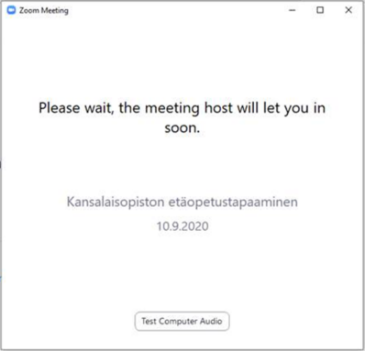 Zoom Meeting
Please wait, the meeting host will let you in
soon.
Kansalaisopiston etäopetustapaaminen
10.9.2020
Test Computer Audio